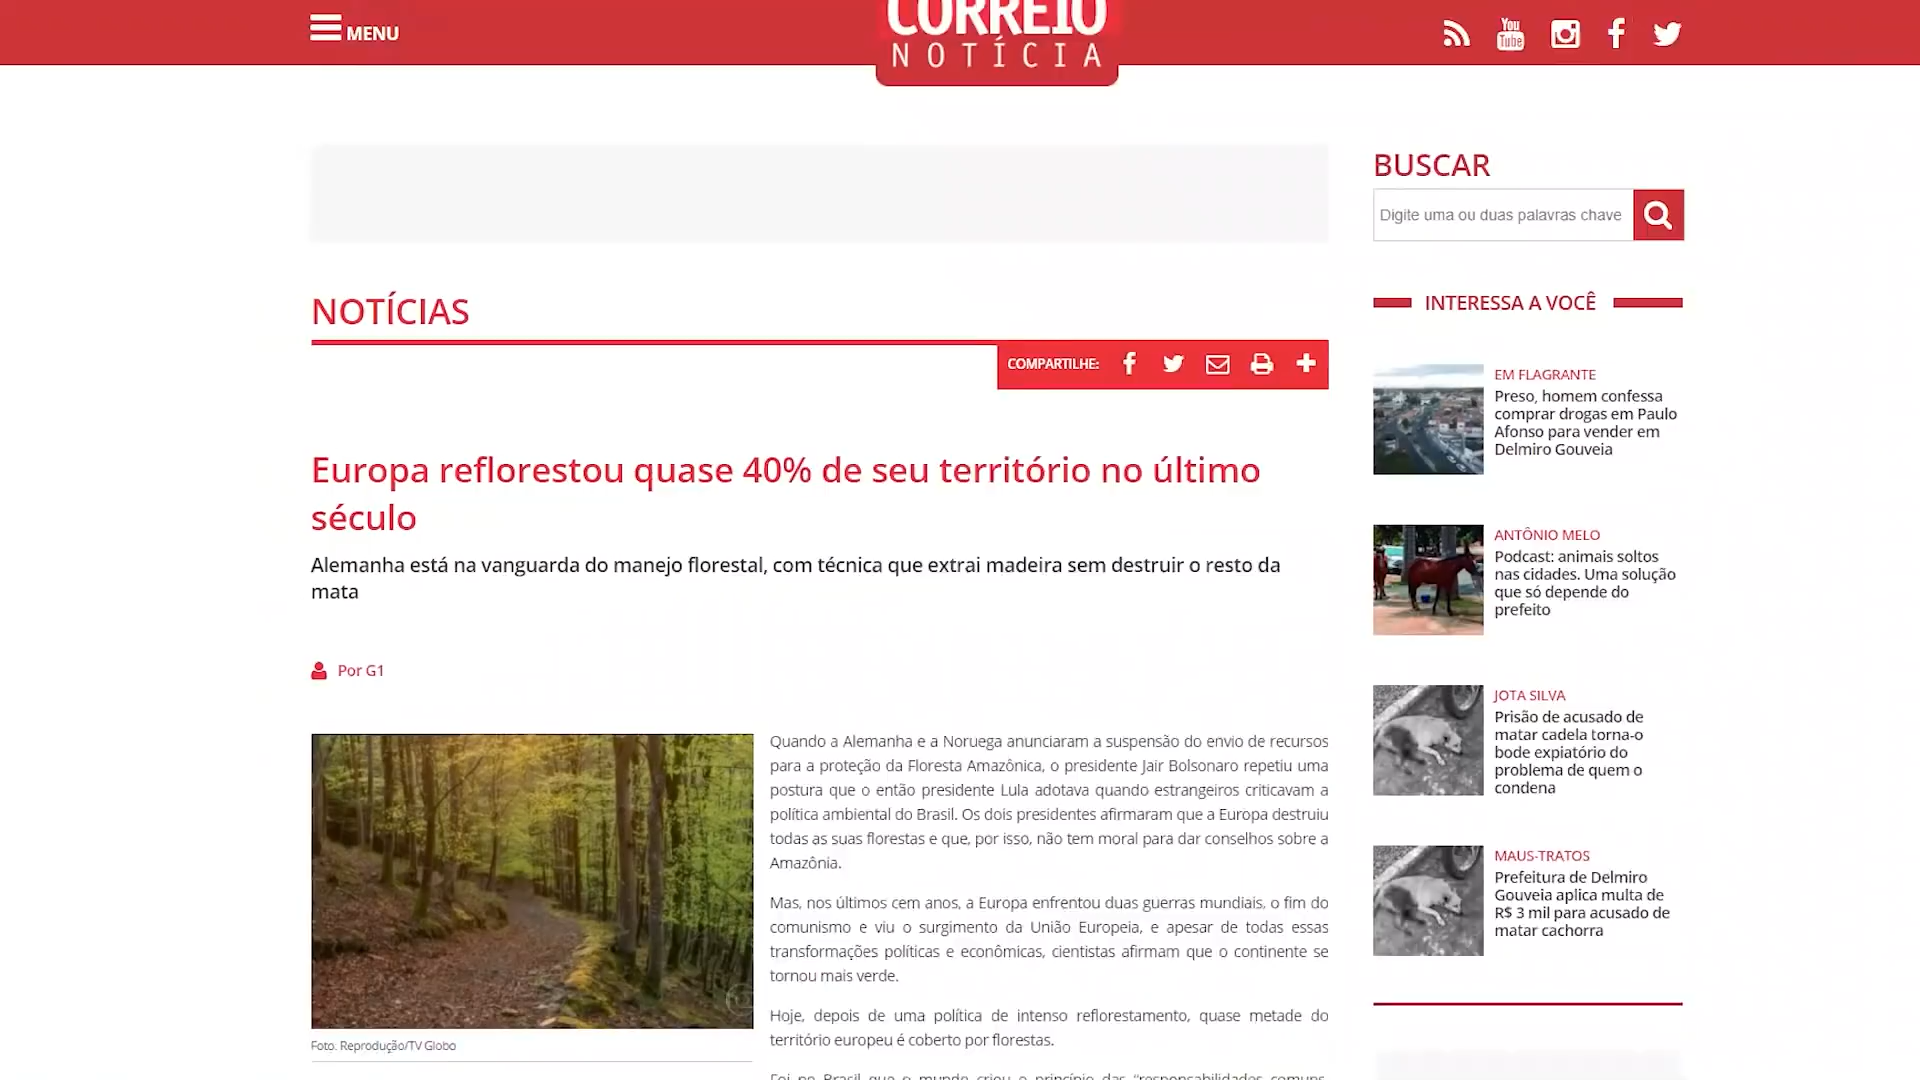 MENU
CORREIO
NOTÍCIA
You
Tube
BUSCAR
Digite uma ou duas palavras chave
NOTÍCIAS
COMPARTILHE:
Europa reflorestou quase 40% de seu território no último
século
Alemanha está na vanguarda do manejo florestal, com técnica que extrai madeira sem destruir o resto da
mata
Por G1
Quando a Alemanha e a Noruega anunciaram a suspensão do envio de recursos
para a proteção da Floresta Amazônica, o presidente Jair Bolsonaro repetiu uma
postura que o então presidente Lula adotava quando estrangeiros criticavam a
política ambiental do Brasil. Os dois presidentes afirmaram que a Europa destruiu
todas as suas florestas e que, por isso, não tem moral para dar conselhos sobre a
Amazônia.
Mas, nos últimos cem anos, a Europa enfrentou duas guerras mundiais, o fim do
comunismo e viu o surgimento da União Europeia, e apesar de todas essas
transformações políticas e econômicas, cientistas afirmam que o continente se
tornou mais verde.
Hoje, depois de uma política de intenso reflorestamento, quase metade do
território europeu é coberto por florestas.
Foi no Brasil que o mundo criou o princípio das “responsabilidades comuns,
Foto: Reprodução/TV Globo
INTERESSA A VOCÊ
EM FLAGRANTE
Preso, homem confessa
comprar drogas em Paulo
Afonso para vender em
Delmiro Gouveia
ANTÔNIO MELO
Podcast: animais soltos
nas cidades. Uma solução
que só depende do
prefeito
JOTA SILVA
Prisão de acusado de
matar cadela torna-o
bode expiatório do
problema de quem o
condena
MAUS-TRATOS
Prefeitura de Delmiro
Gouveia aplica multa de
R$ 3 mil para acusado de
matar cachorra